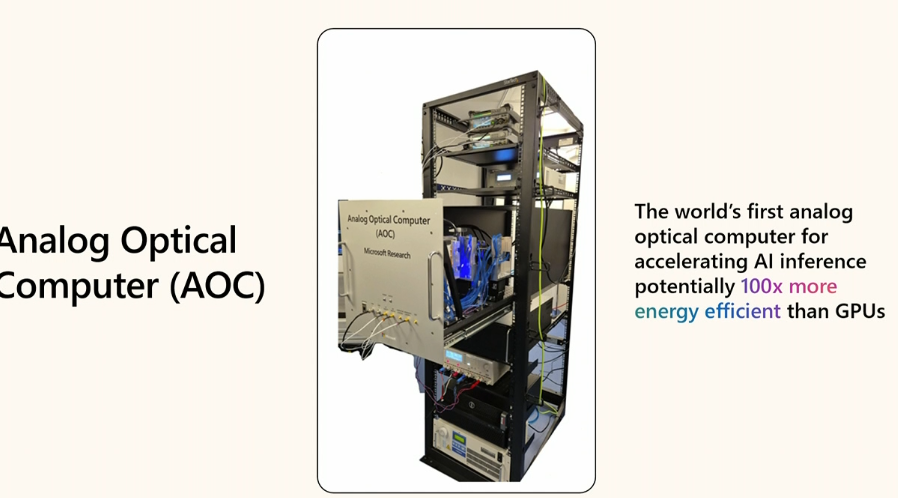 Analog Optical
Computer (AOC)
Analog Optical Computer
(AOC)
Microsoft Research
The world's first analog
optical computer for
accelerating AI inference
potentially 100x more
energy efficient than GPUs